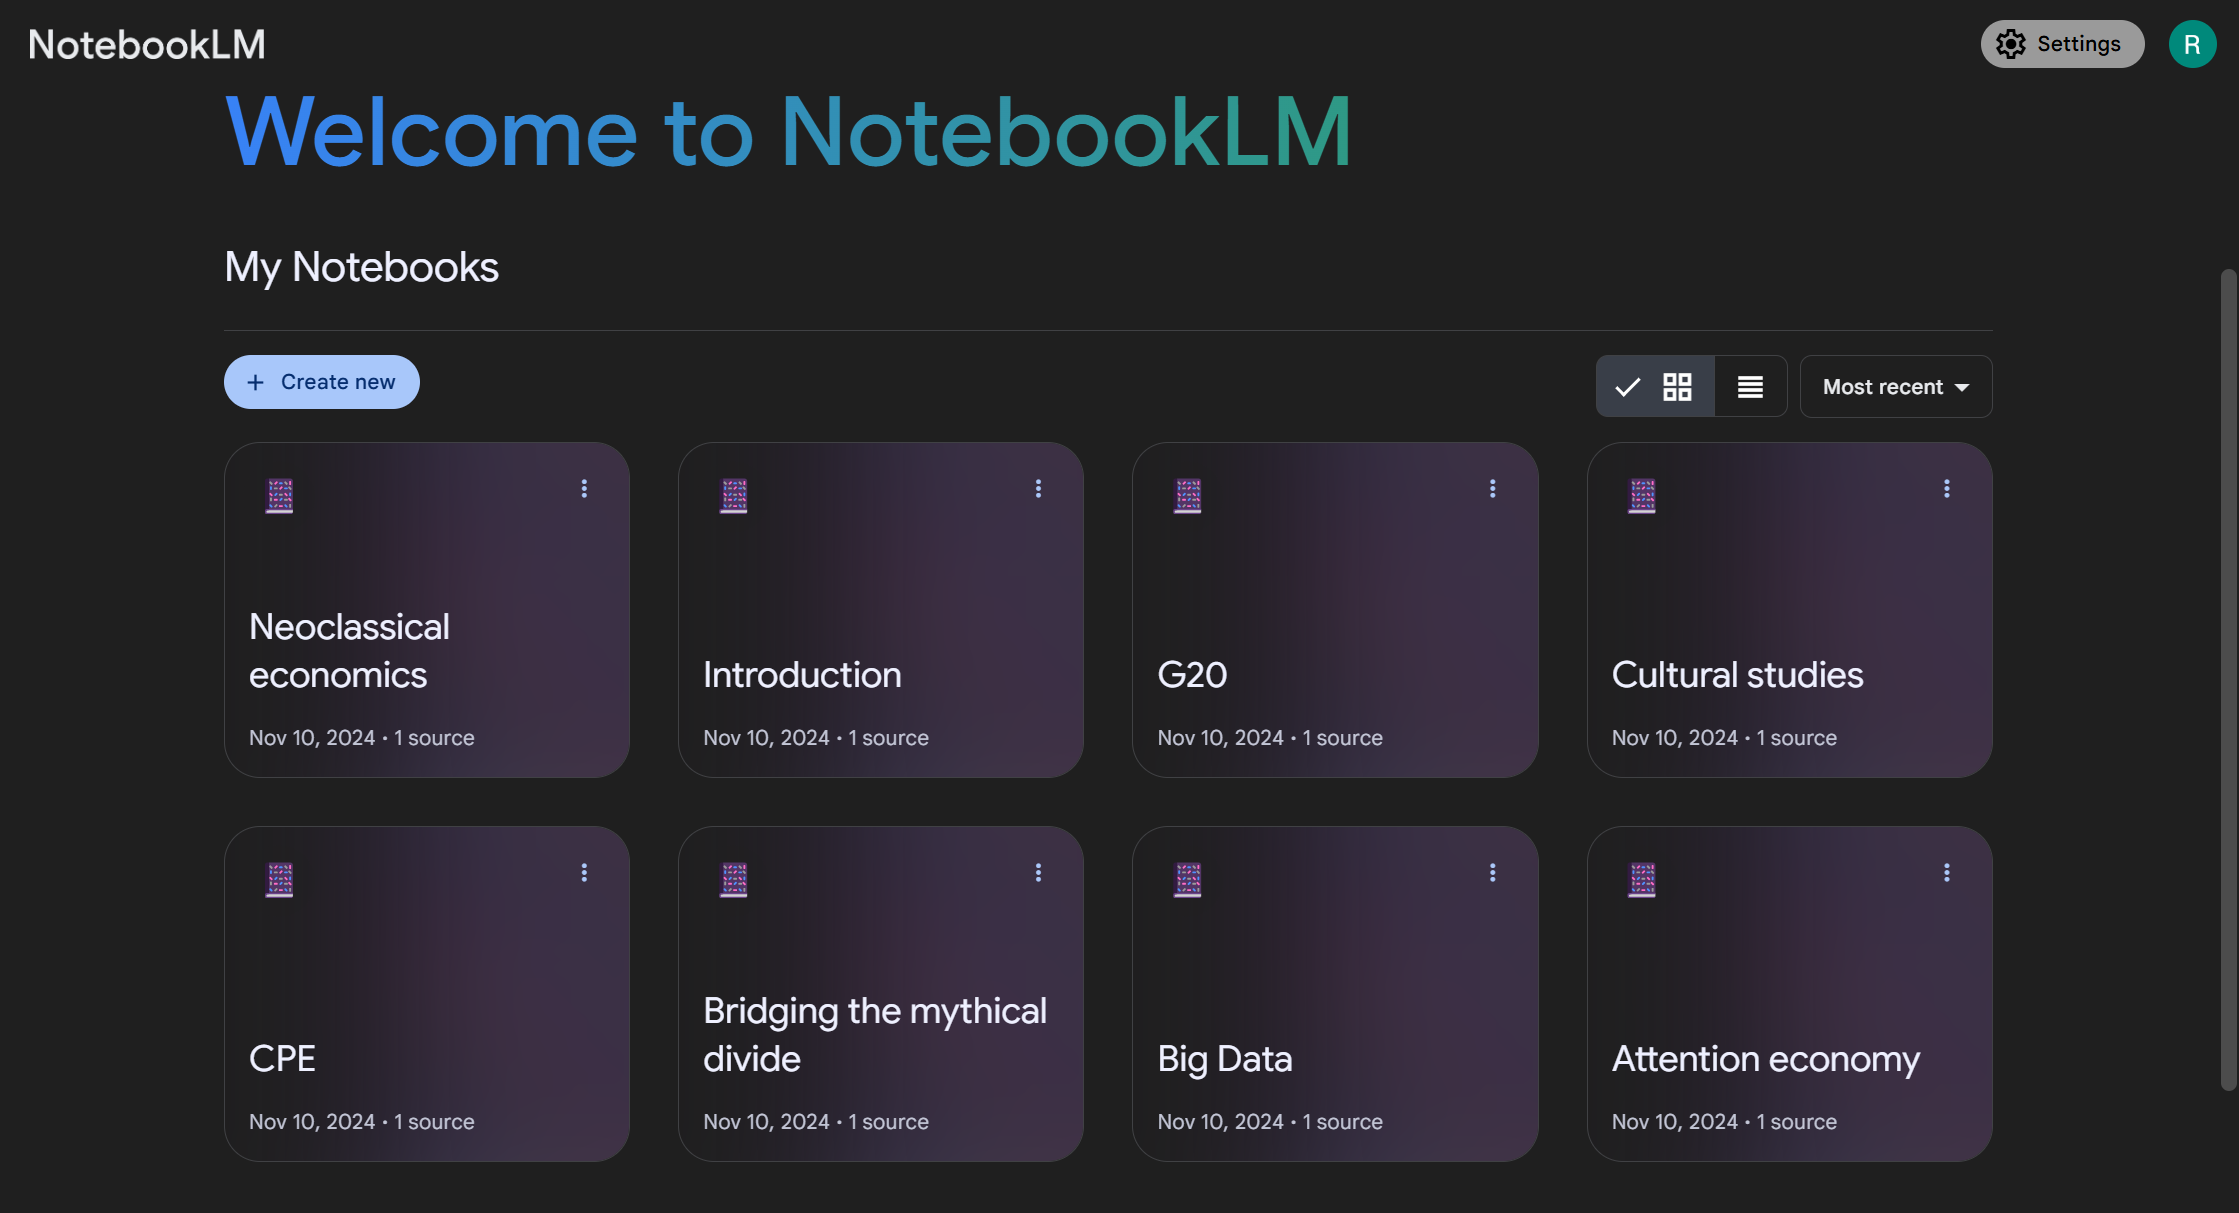 NotebookLM
Settings
R
Welcome to NotebookLM
My Notebooks
Create new
Most recent
Neoclassical
economics
Nov 10, 2024 • 1 source
Introduction
Nov 10, 2024 • 1 source
G20
Nov 10, 2024 • 1 source
Cultural studies
Nov 10, 2024 • 1 source
CPE
Nov 10, 2024 • 1 source
Bridging the mythical
divide
Nov 10, 2024 • 1 source
Big Data
Nov 10, 2024 • 1 source
Attention economy
Nov 10, 2024 • 1 source